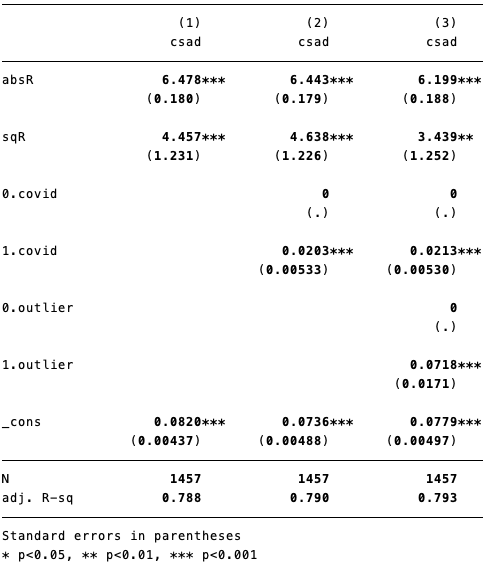 (1) (2) (3)
csad csad csad
absR 6.478*** 6.443*** 6.199***
(0.180) (0.179) (0.188)
sqR 4.457*** 4.638*** 3.439**
(1.231) (1.226) (1.252)
0.covid 0 0
(.) (.)
1.covid 0.0203*** 0.0213***
(0.00533) (0.00530)
0.outlier 0
(.)
1.outlier 0.0718***
(0.0171)
_cons 0.0820*** 0.0736*** 0.0779***
(0.00437) (0.00488) (0.00497)
N 1457 1457 1457
adj. R-sq 0.788 0.790 0.793
Standard errors in parentheses
* p<0.05, ** p<0.01, *** p<0.001